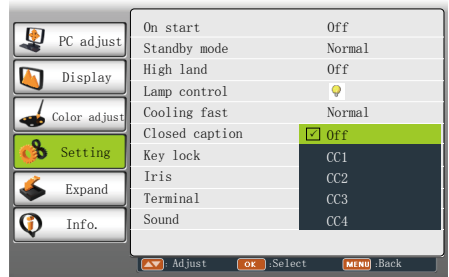 PC adjust
Display
Color adjust
Setting
Expand
Info.
On start Off
Standby mode Normal
High land Off
Lamp control
Cooling fast Normal
Closed caption Off
Key lock CC1
Iris CC2
Terminal CC3
Sound CC4
: Adjust OK :Select MENU :Back